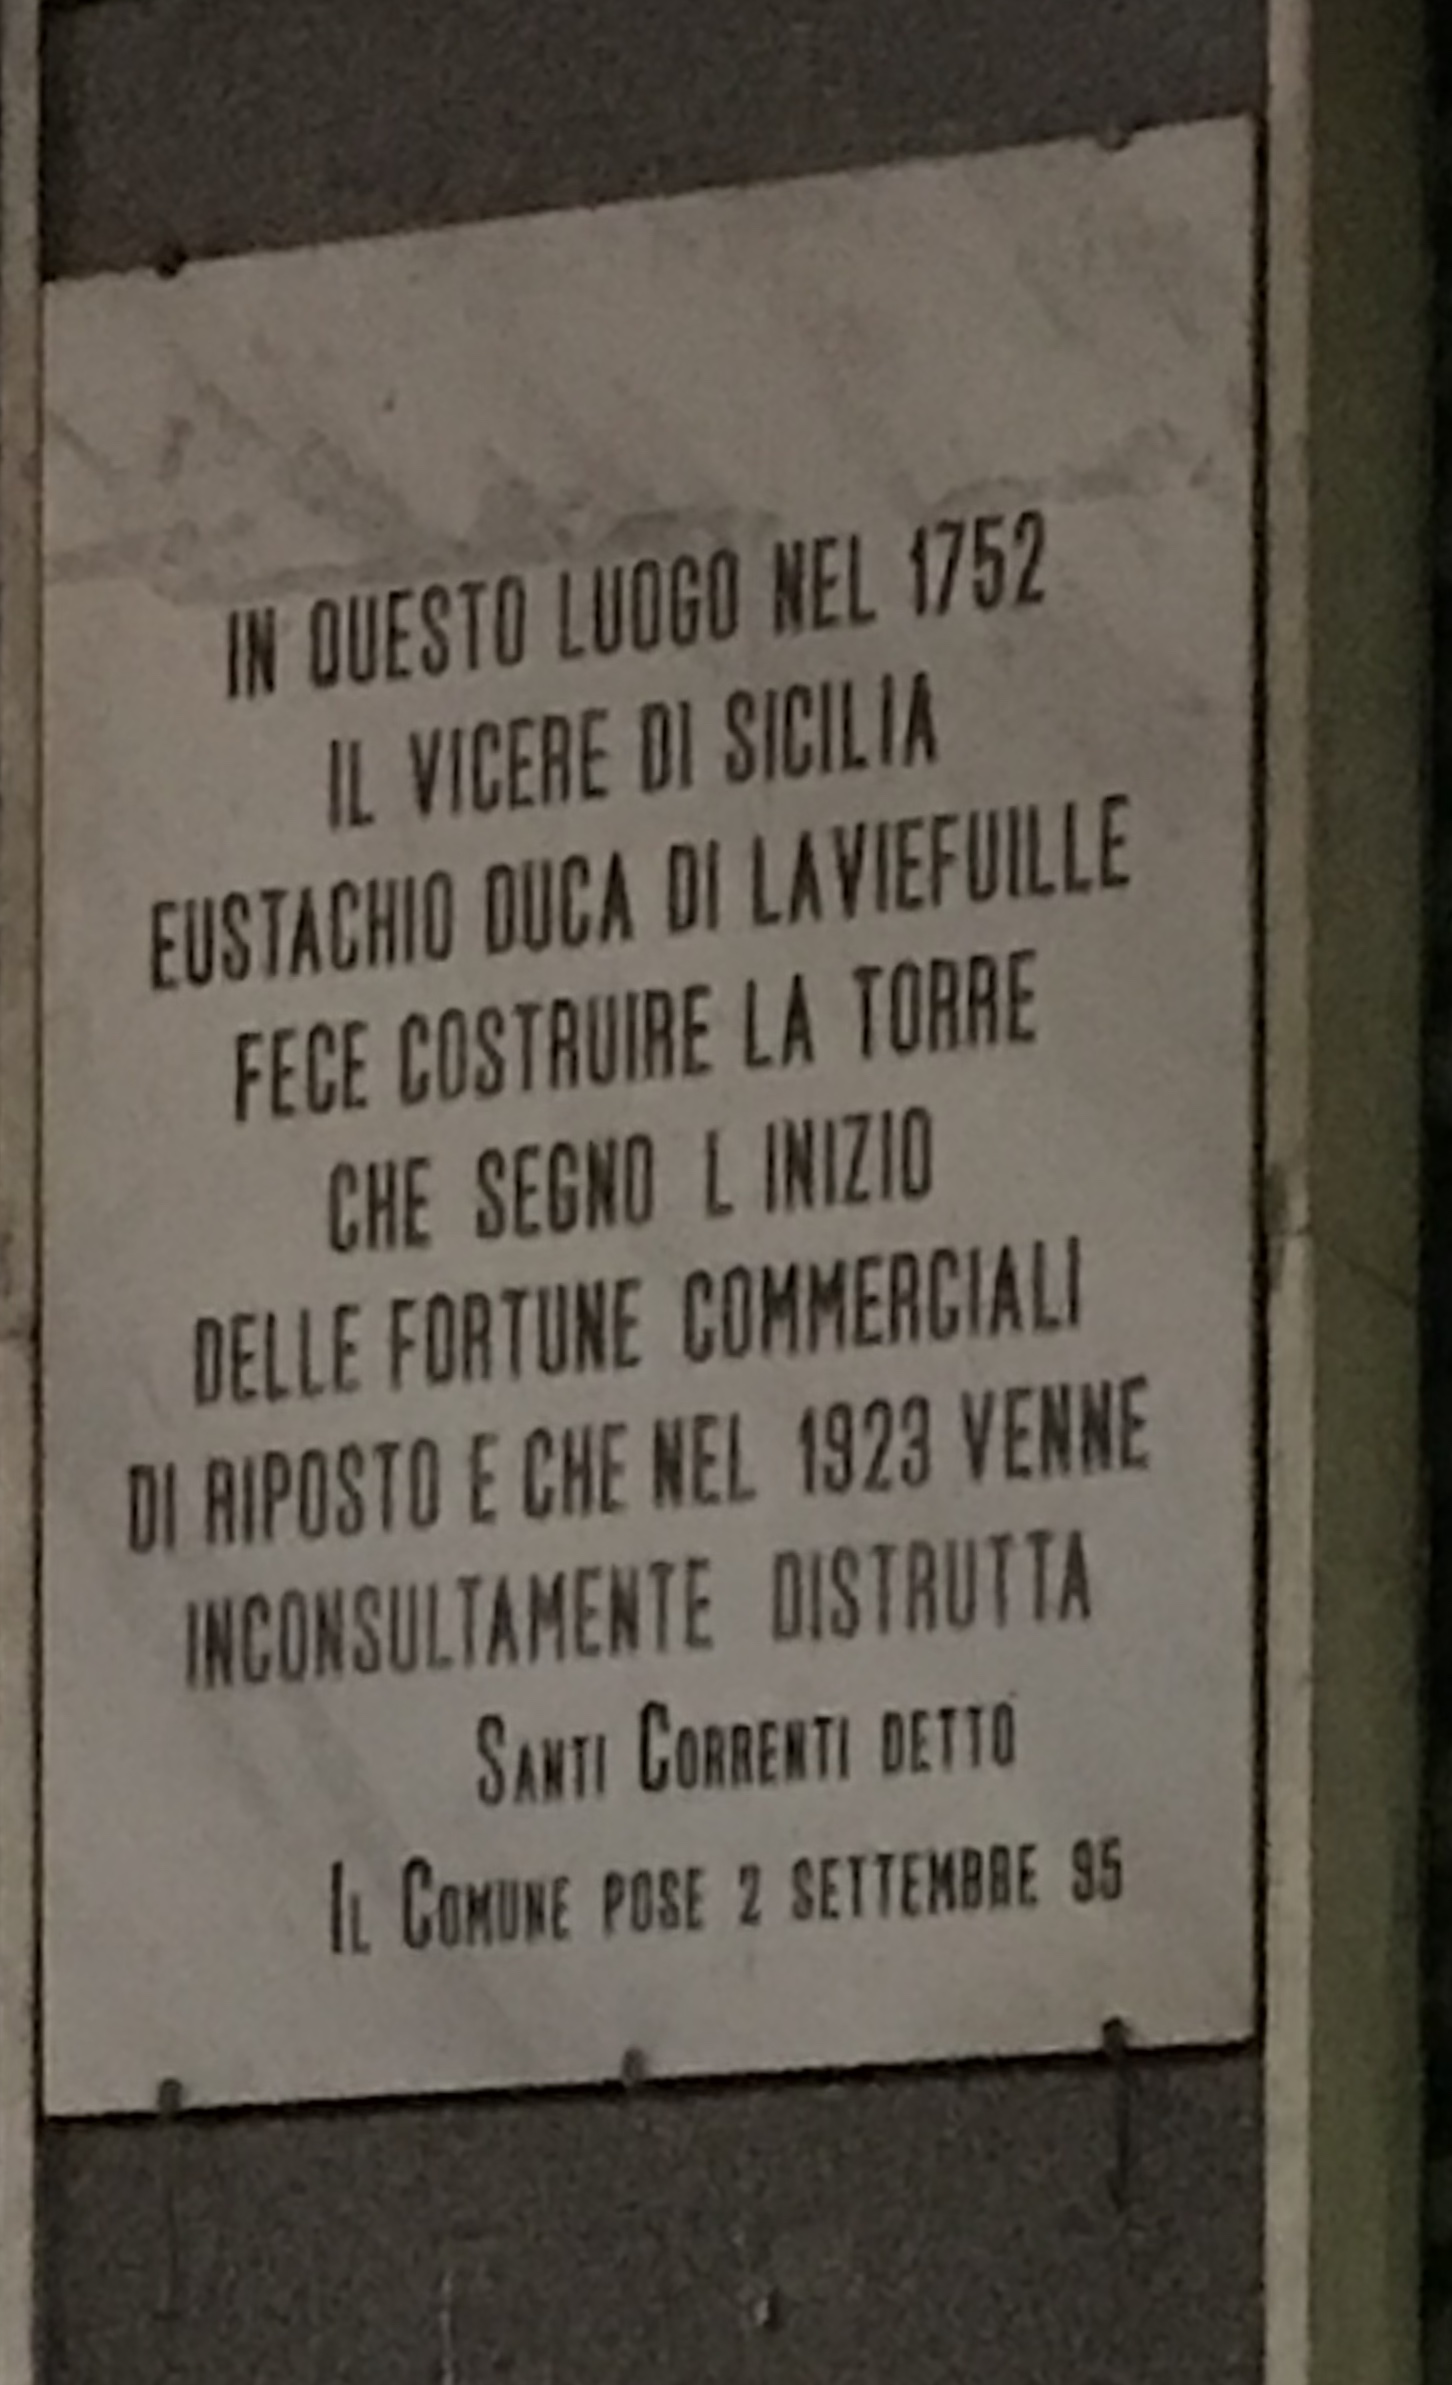 IN QUESTO LUOGO NEL 1752
IL VICERE DI SICILIA
EUSTACHIO DUCA DI LAVIEFUILLE
FECE COSTRUIRE LA TORRE
CHE SEGNO L INIZIO
DELLE FORTUNE COMMERCIALI
DI RIPOSTO E CHE NEL 1923 VENNE
INCONSULTAMENTE DISTRUTTA
SANTI CORRENTI DETTO
IL COMUNE POSE 2 SETTEMBRE 95